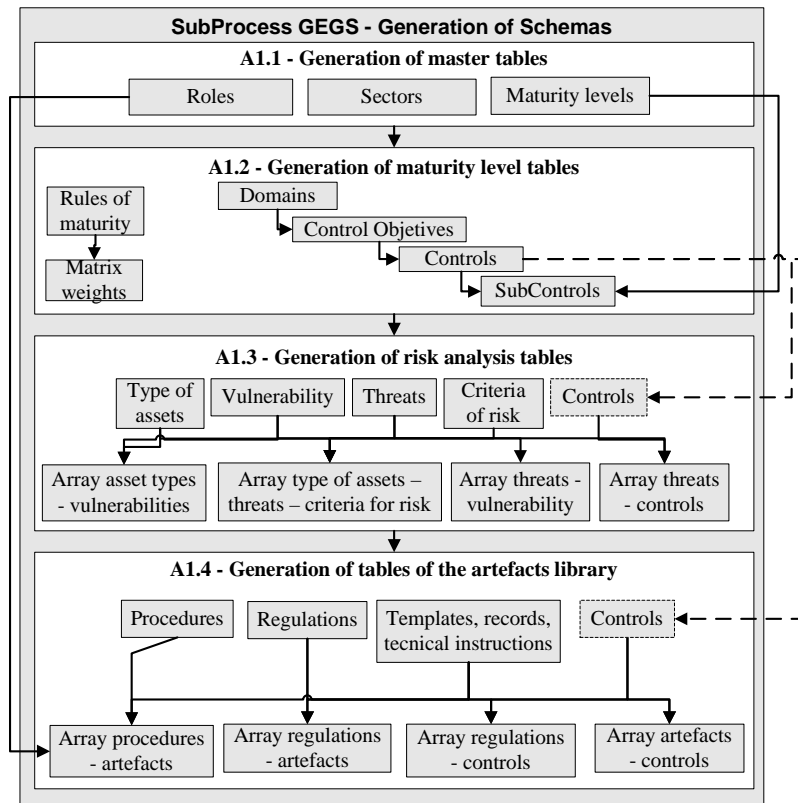 SubProcess GEGS - Generation of Schemas
A1.1 - Generation of master tables
Roles
Sectors
Maturity levels
A1.2 - Generation of maturity level tables
Rules of
maturity
Matrix
weights
Domains
Control Objetives
Controls
SubControls
A1.3 - Generation of risk analysis tables
Type of
assets
Vulnerability
Threats
Criteria
of risk
Controls
Array asset types
- vulnerabilities
Array type of assets –
threats – criteria for risk
Array threats -
vulnerability
Array threats
- controls
A1.4 - Generation of tables of the artefacts library
Procedures
Regulations
Templates, records,
tecnical instructions
Controls
Array procedures
- artefacts
Array regulations
- artefacts
Array regulations
- controls
Array artefacts
- controls